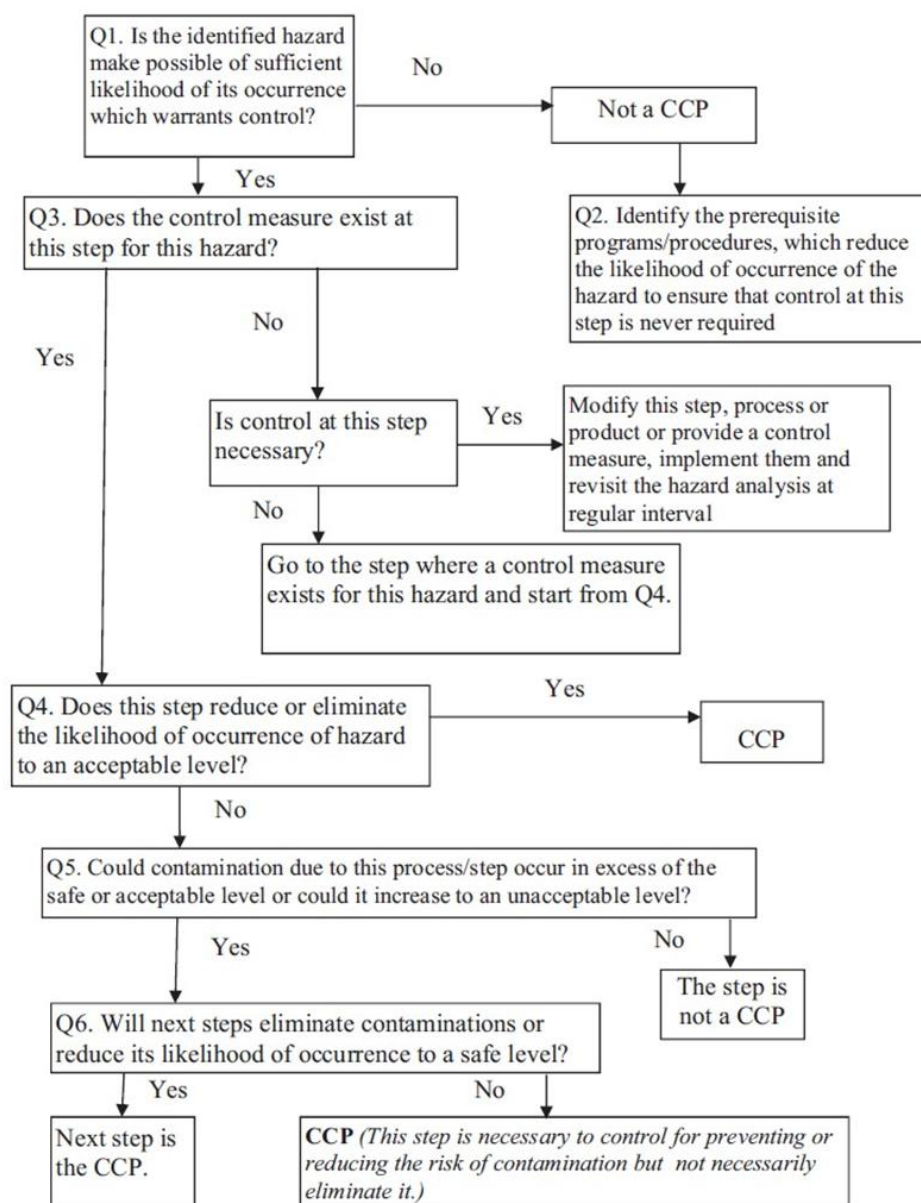 Q1. Is the identified hazard
make possible of sufficient
likelihood of its occurrence
which warrants control?
No
Not a CCP
Yes
Q3. Does the control measure exist at
this step for this hazard?
Q2. Identify the prerequisite
programs/procedures, which reduce
the likelihood of occurrence of the
hazard to ensure that control at this
step is never required
No
Yes
Is control at this step
necessary?
Yes
Modify this step, process or
product or provide a control
measure, implement them and
revisit the hazard analysis at
regular interval
No
Go to the step where a control measure
exists for this hazard and start from Q4.
Q4. Does this step reduce or eliminate
the likelihood of occurrence of hazard
to an acceptable level?
Yes
CCP
No
Q5. Could contamination due to this process/step occur in excess of the
safe or acceptable level or could it increase to an unacceptable level?
Yes
No
The step is
not a CCP
Q6. Will next steps eliminate contaminations or
reduce its likelihood of occurrence to a safe level?
Yes
No
Next step is
the CCP.
CCP (This step is necessary to control for preventing or
reducing the risk of contamination but not necessarily
eliminate it.)